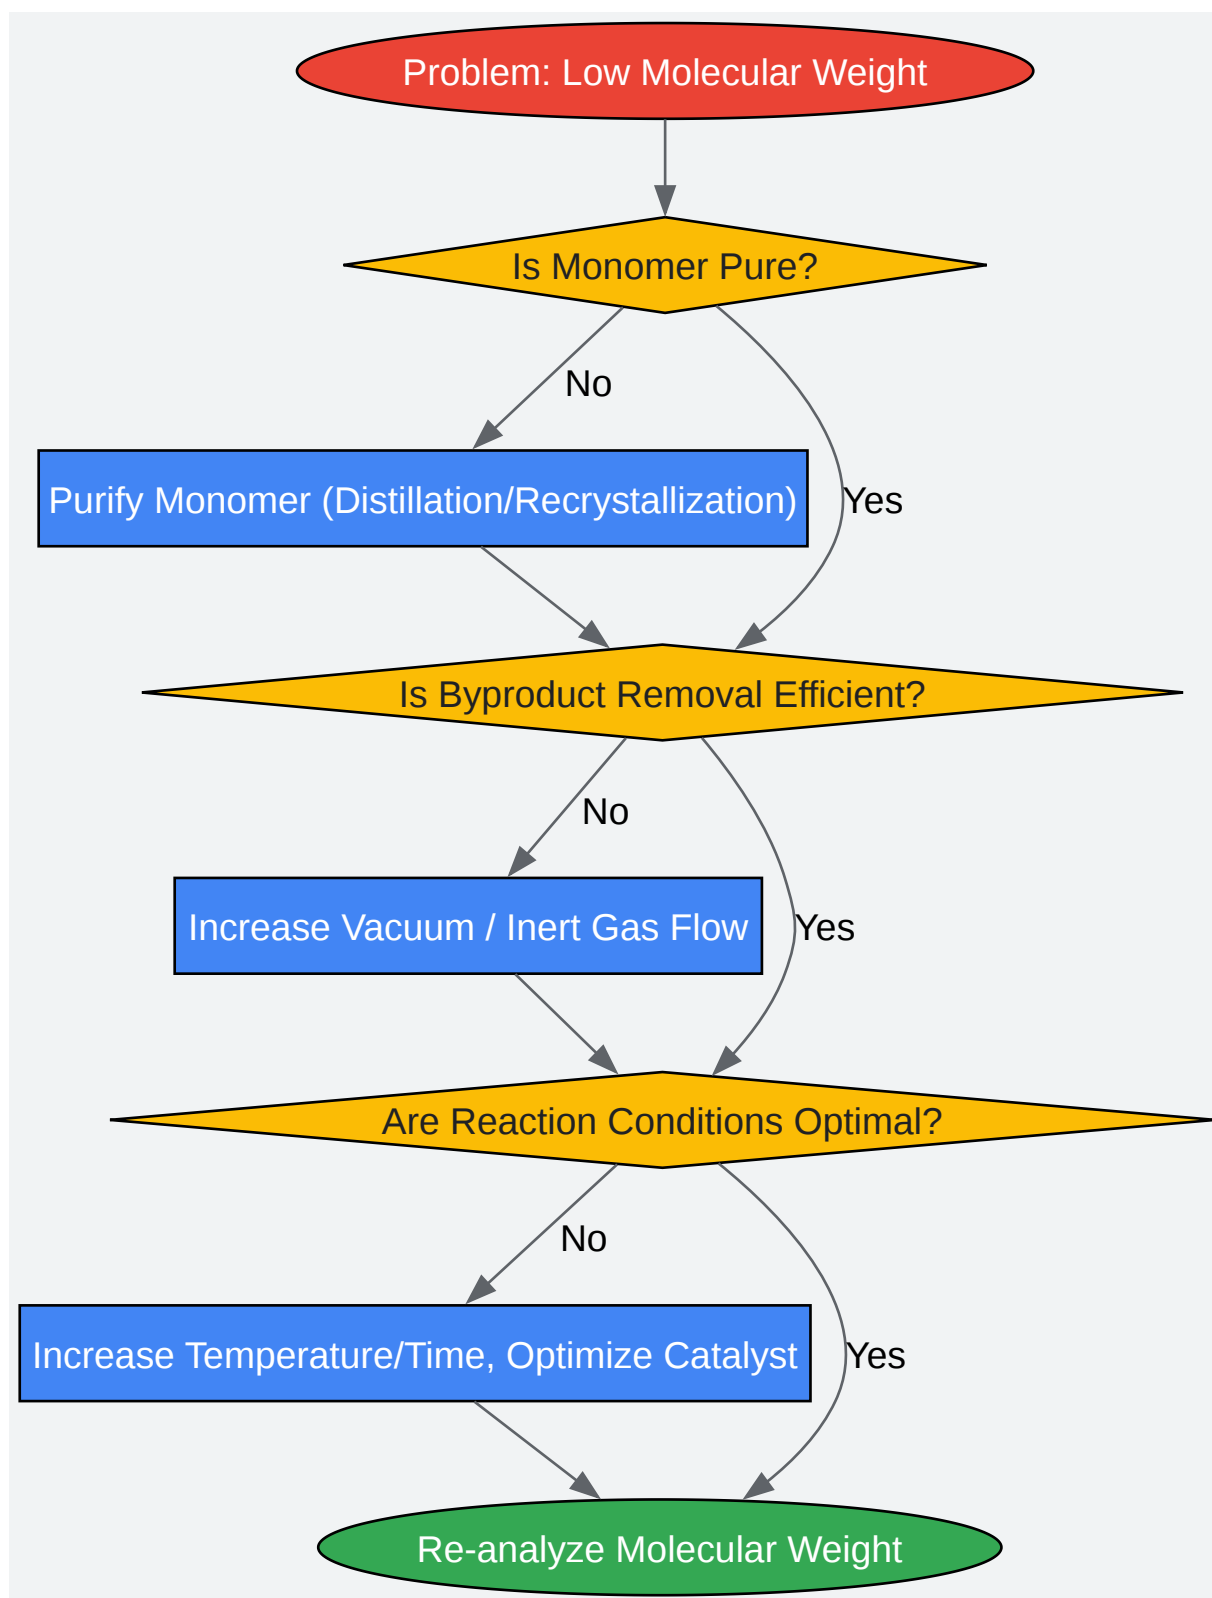 Problem: Low Molecular Weight
Is Monomer Pure?
No
Purify Monomer (Distillation/Recrystallization)
Yes
Is Byproduct Removal Efficient?
No
Increase Vacuum / Inert Gas Flow
Yes
Are Reaction Conditions Optimal?
No
Increase Temperature/Time, Optimize Catalyst
Yes
Re-analyze Molecular Weight